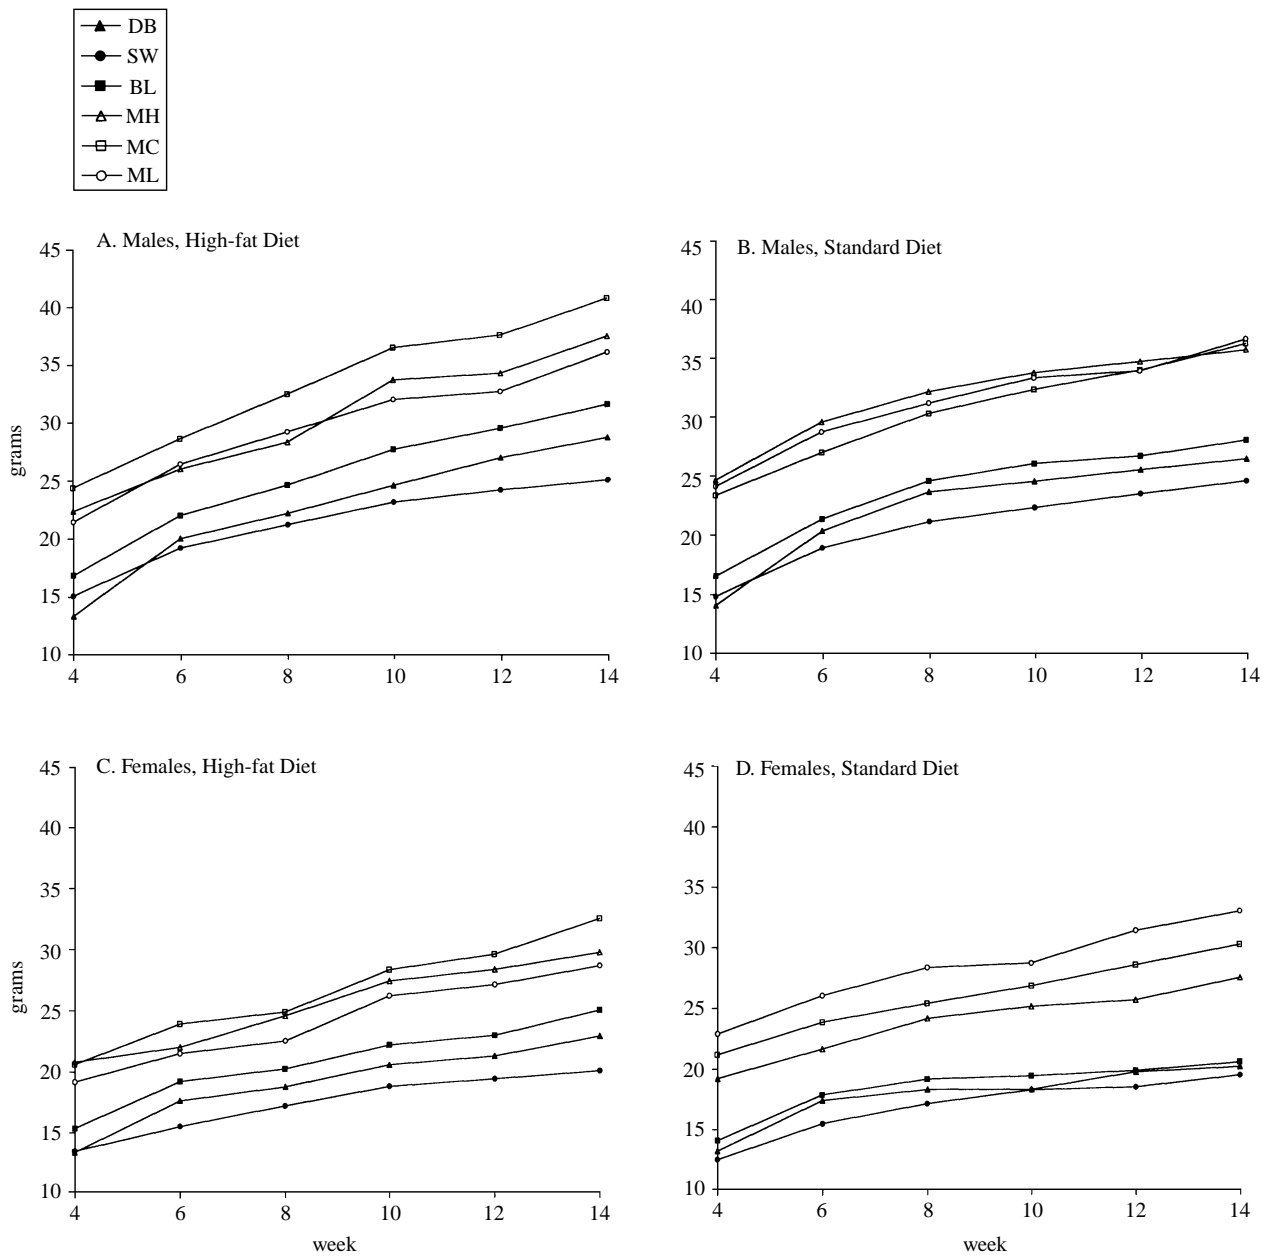 DB
SW
BL
MH
MC
ML
A. Males, High-fat Diet
45
40
35
30
25
20
15
10
grams
4 6 8 10 12 14
B. Males, Standard Diet
45
40
35
30
25
20
15
10
4 6 8 10 12 14
C. Females, High-fat Diet
45
40
35
30
25
20
15
10
grams
4 6 8 10 12 14
week
D. Females, Standard Diet
45
40
35
30
25
20
15
10
4 6 8 10 12 14
week